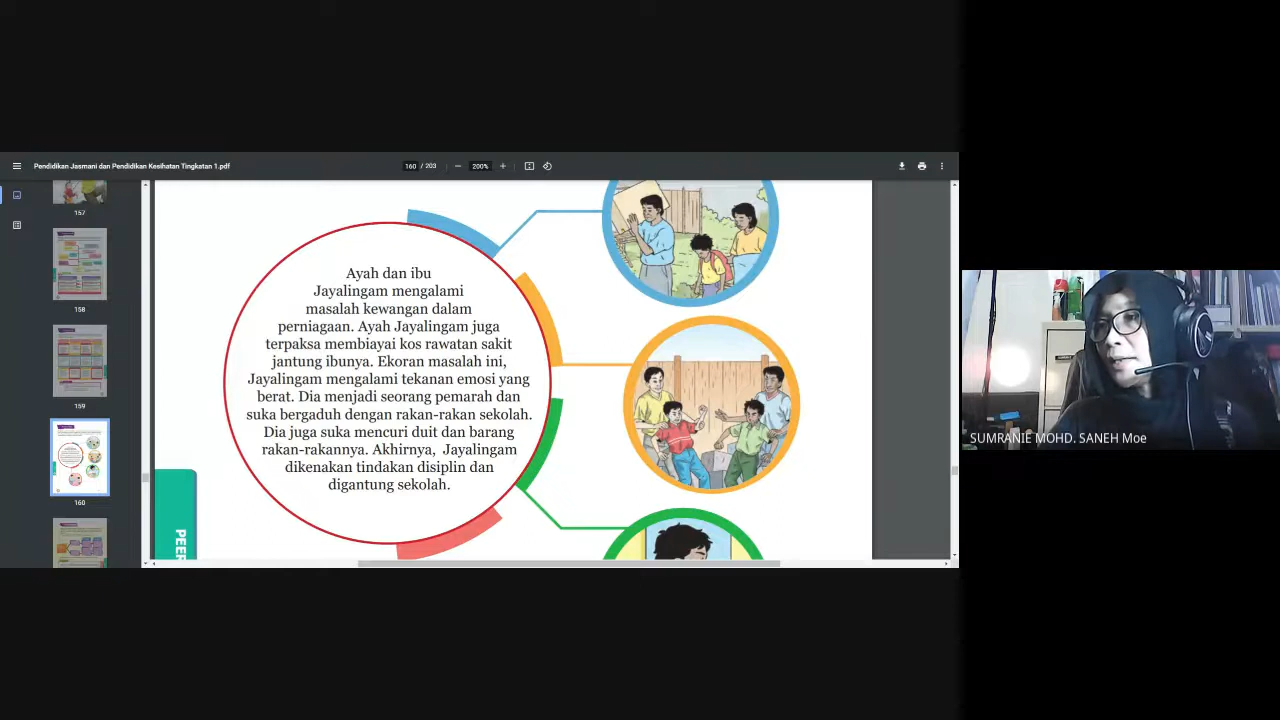 Pendidikan Jasmani dan Pendidikan Kesihatan Tingkatan 1.pdf
160 / 203
200%
157
158
159
160
Ayah dan ibu
Jayalingam mengalami
masalah kewangan dalam
perniagaan. Ayah Jayalingam juga
terpaksa membiayai kos rawatan sakit
jantung ibunya. Ekoran masalah ini,
Jayalingam mengalami tekanan emosi yang
berat. Dia menjadi seorang pemarah dan
suka bergaduh dengan rakan-rakan sekolah.
Dia juga suka mencuri duit dan barang
rakan-rakannya. Akhirnya, Jayalingam
dikenakan tindakan disiplin dan
digantung sekolah.
SUMRANIE MOHD. SANEH Moe